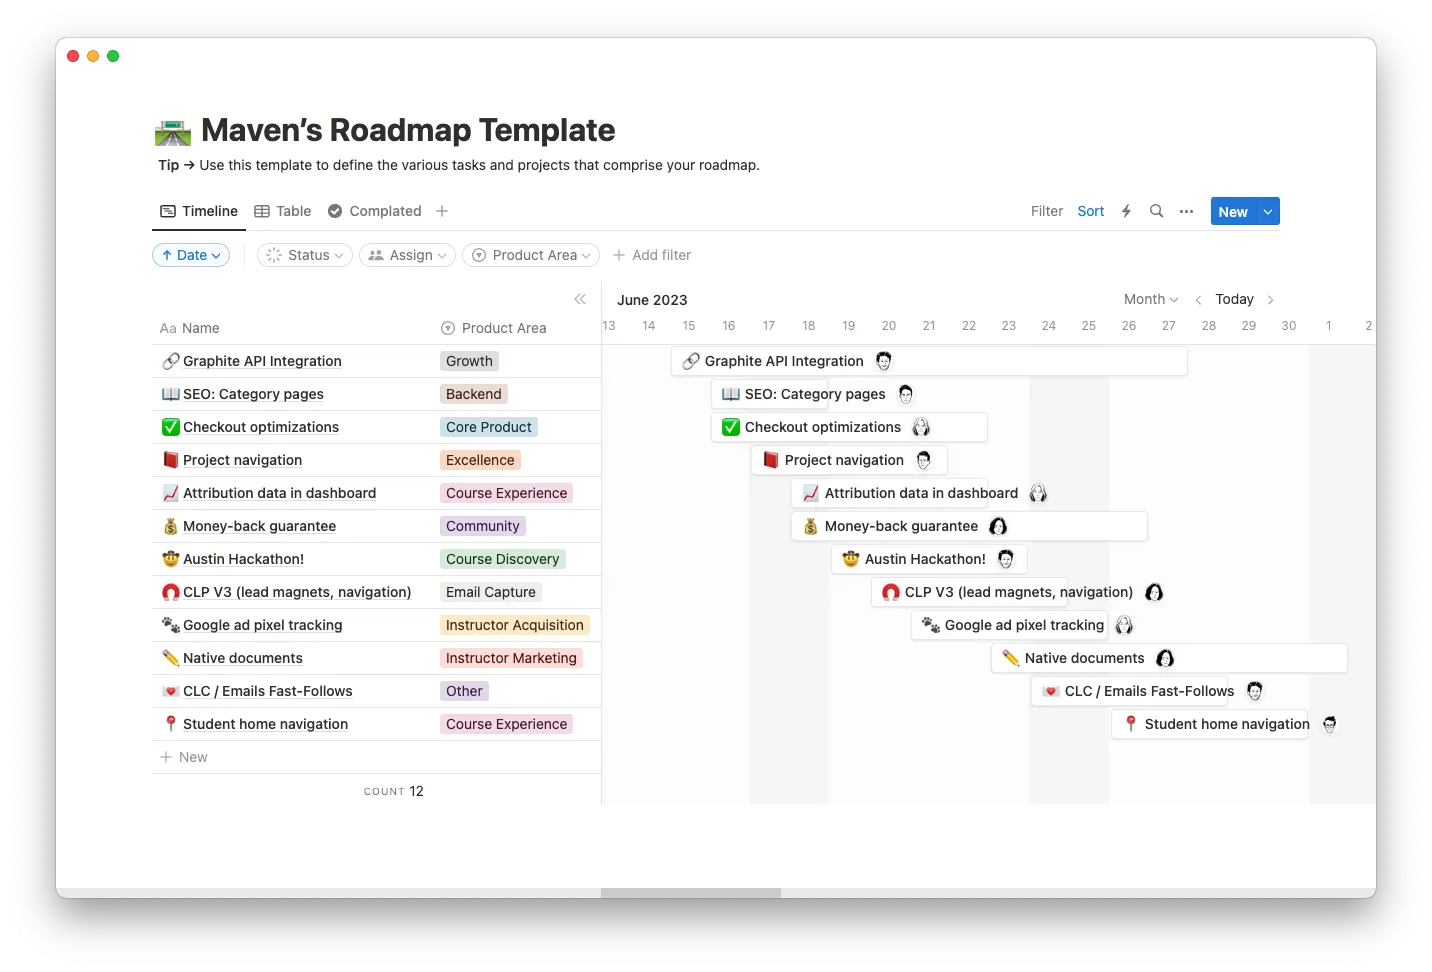 Maven's Roadmap Template
Tip → Use this template to define the various tasks and projects that comprise your roadmap.
Timeline Table Complated + Filter Sort New
↑ Date Status Assign Product Area + Add filter
June 2023 Month Today
Aa Name Product Area 13 14 15 16 17 18 19 20 21 22 23 24 25 26 27 28 29 30 1 2
Graphite API Integration Growth Graphite API Integration
SEO: Category pages Backend SEO: Category pages
Checkout optimizations Core Product Checkout optimizations
Project navigation Excellence Project navigation
Attribution data in dashboard Course Experience Attribution data in dashboard
Money-back guarantee Community Money-back guarantee
Austin Hackathon! Course Discovery Austin Hackathon!
CLP V3 (lead magnets, navigation) Email Capture CLP V3 (lead magnets, navigation)
Google ad pixel tracking Instructor Acquisition Google ad pixel tracking
Native documents Instructor Marketing Native documents
CLC / Emails Fast-Follows Other CLC / Emails Fast-Follows
Student home navigation Course Experience Student home navigation
+ New
COUNT 12